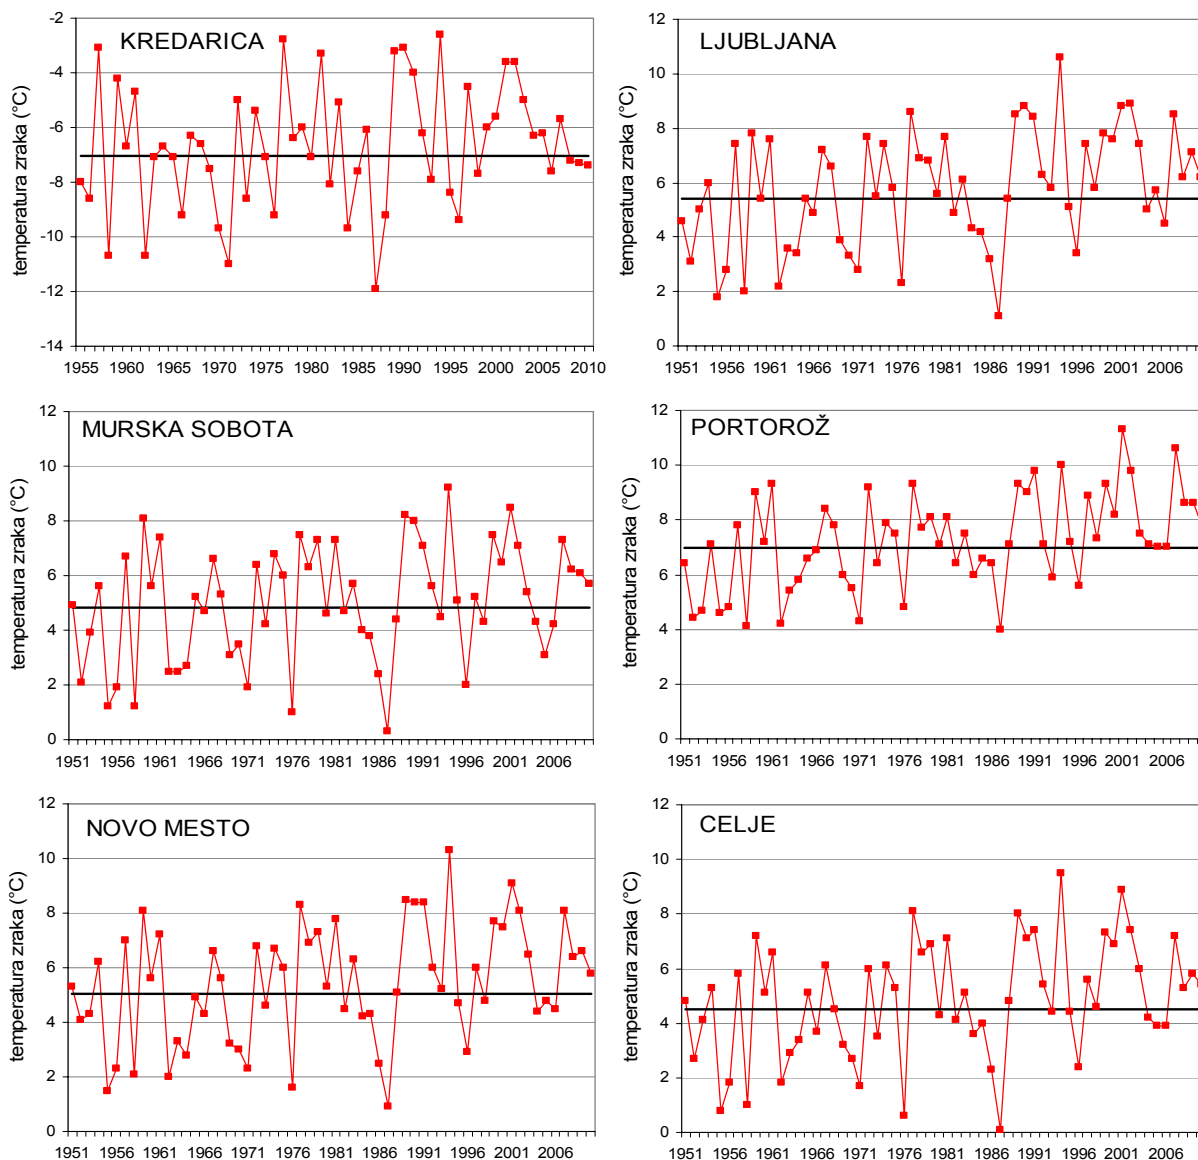 KREDARICA
temperatura zraka (°C)
-2
-4
-6
-8
-10
-12
-14
1955 1960 1965 1970 1975 1980 1985 1990 1995 2000 2005 2010
LJUBLJANA
temperatura zraka (°C)
12
10
8
6
4
2
0
1951 1956 1961 1966 1971 1976 1981 1986 1991 1996 2001 2006
MURSKA SOBOTA
temperatura zraka (°C)
12
10
8
6
4
2
0
1951 1956 1961 1966 1971 1976 1981 1986 1991 1996 2001 2006
PORTOROŽ
temperatura zraka (°C)
12
10
8
6
4
2
0
1951 1956 1961 1966 1971 1976 1981 1986 1991 1996 2001 2006
NOVO MESTO
temperatura zraka (°C)
12
10
8
6
4
2
0
1951 1956 1961 1966 1971 1976 1981 1986 1991 1996 2001 2006
CELJE
temperatura zraka (°C)
12
10
8
6
4
2
0
1951 1956 1961 1966 1971 1976 1981 1986 1991 1996 2001 2006